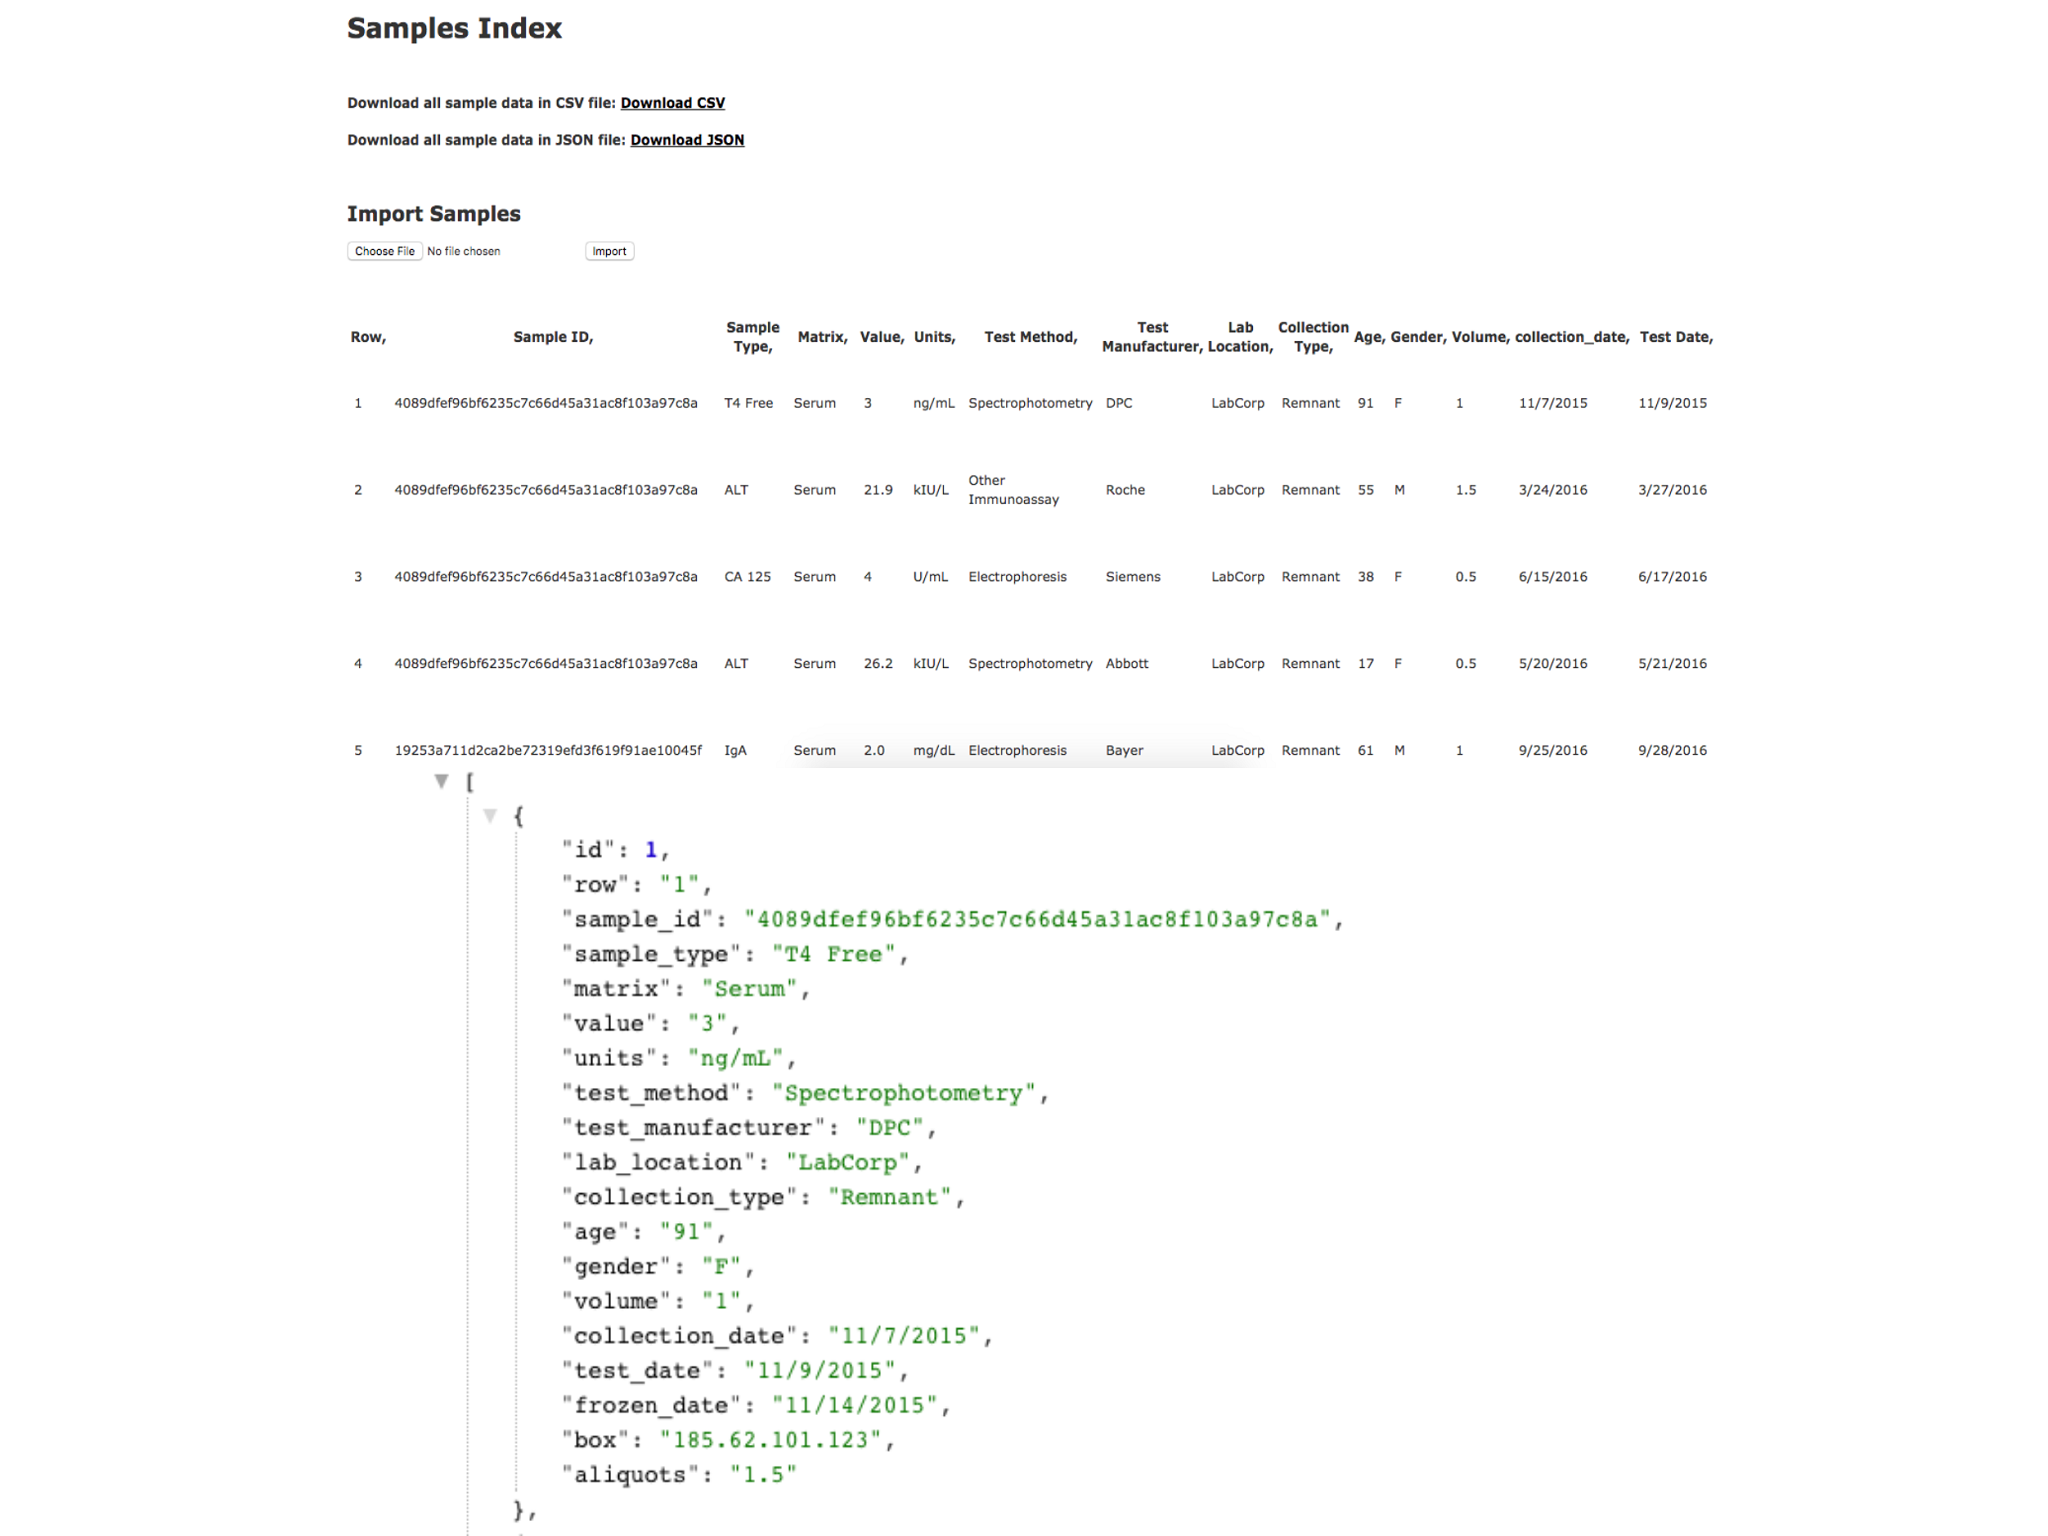 Samples Index
Download all sample data in CSV file: Download CSV
Download all sample data in JSON file: Download JSON
Import Samples
Choose File No file chosen Import
Row, Sample ID, Sample Type, Matrix, Value, Units, Test Method, Test Manufacturer, Lab Location, Collection Type, Age, Gender, Volume, collection_date, Test Date,
1 4089dfef96bf6235c7c66d45a31ac8f103a97c8a T4 Free Serum 3 ng/mL Spectrophotometry DPC LabCorp Remnant 91 F 1 11/7/2015 11/9/2015
2 4089dfef96bf6235c7c66d45a31ac8f103a97c8a ALT Serum 21.9 kIU/L Other Immunoassay Roche LabCorp Remnant 55 M 1.5 3/24/2016 3/27/2016
3 4089dfef96bf6235c7c66d45a31ac8f103a97c8a CA 125 Serum 4 U/mL Electrophoresis Siemens LabCorp Remnant 38 F 0.5 6/15/2016 6/17/2016
4 4089dfef96bf6235c7c66d45a31ac8f103a97c8a ALT Serum 26.2 kIU/L Spectrophotometry Abbott LabCorp Remnant 17 F 0.5 5/20/2016 5/21/2016
5 19253a711d2ca2be72319efd3f619f91ae10045f IgA Serum 2.0 mg/dL Electrophoresis Bayer LabCorp Remnant 61 M 1 9/25/2016 9/28/2016
[
{
"id": 1,
"row": "1",
"sample_id": "4089dfef96bf6235c7c66d45a31ac8f103a97c8a",
"sample_type": "T4 Free",
"matrix": "Serum",
"value": "3",
"units": "ng/mL",
"test_method": "Spectrophotometry",
"test_manufacturer": "DPC",
"lab_location": "LabCorp",
"collection_type": "Remnant",
"age": "91",
"gender": "F",
"volume": "1",
"collection_date": "11/7/2015",
"test_date": "11/9/2015",
"frozen_date": "11/14/2015",
"box": "185.62.101.123",
"aliquots": "1.5"
},